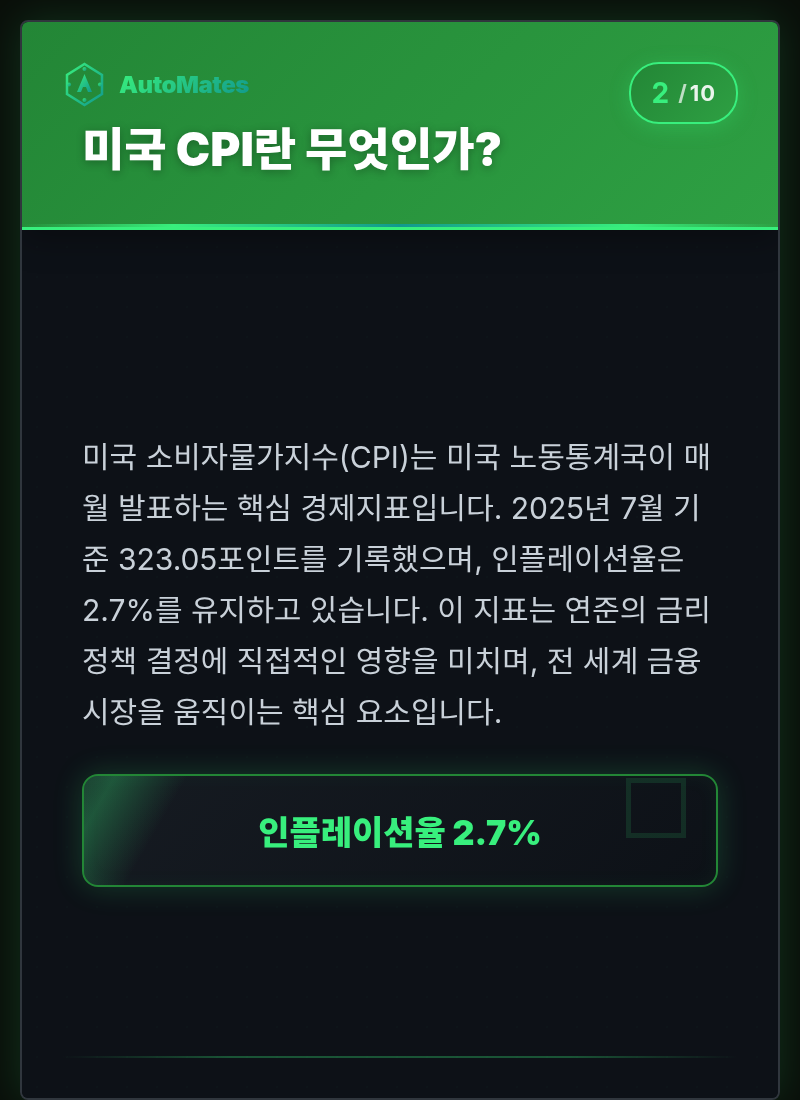 AutoMates
2 /10
미국 CPI란 무엇인가?
미국 소비자물가지수(CPI)는 미국 노동통계국이 매
월 발표하는 핵심 경제지표입니다. 2025년 7월 기
준 323.05포인트를 기록했으며, 인플레이션율은
2.7%를 유지하고 있습니다. 이 지표는 연준의 금리
정책 결정에 직접적인 영향을 미치며, 전 세계 금융
시장을 움직이는 핵심 요소입니다.
인플레이션율 2.7%